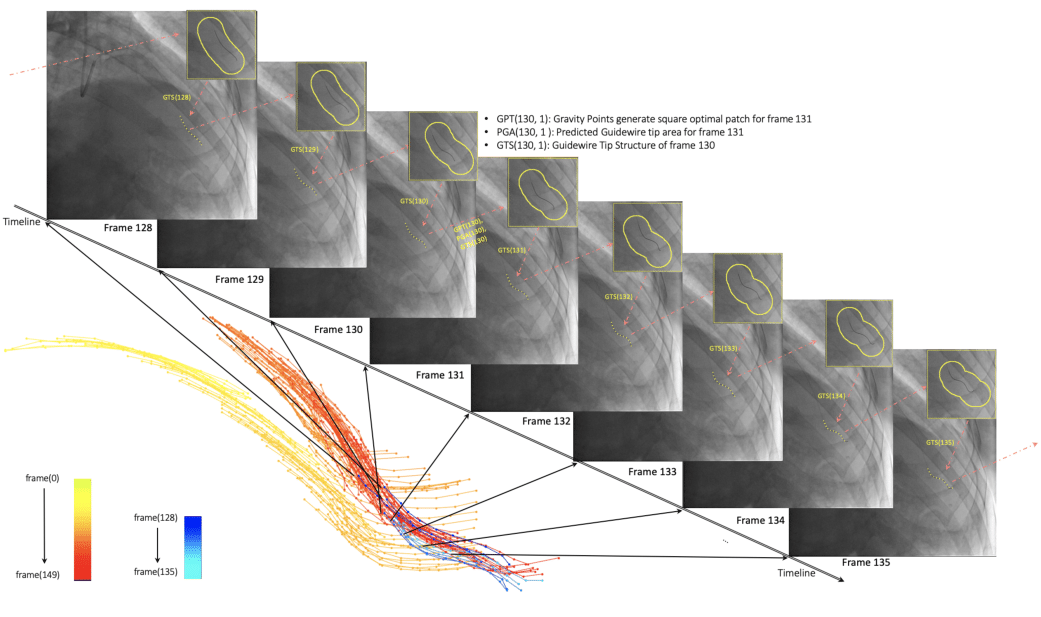 GTS(128)
GTS(129)
• GPT(130, 1): Gravity Points generate square optimal patch for frame 131
• PGA(130, 1 ): Predicted Guidewire tip area for frame 131
• GTS(130, 1): Guidewire Tip Structure of frame 130
GTS(130)
GPT(130),
PGA(130),
GTS(130)
GTS(131)
GTS(132)
GTS(133)
GTS(134)
GTS(135)
Timeline
Frame 128
Frame 129
Frame 130
Frame 131
Frame 132
Frame 133
Frame 134
Frame 135
Timeline
frame(0)
frame(149)
frame(128)
frame(135)